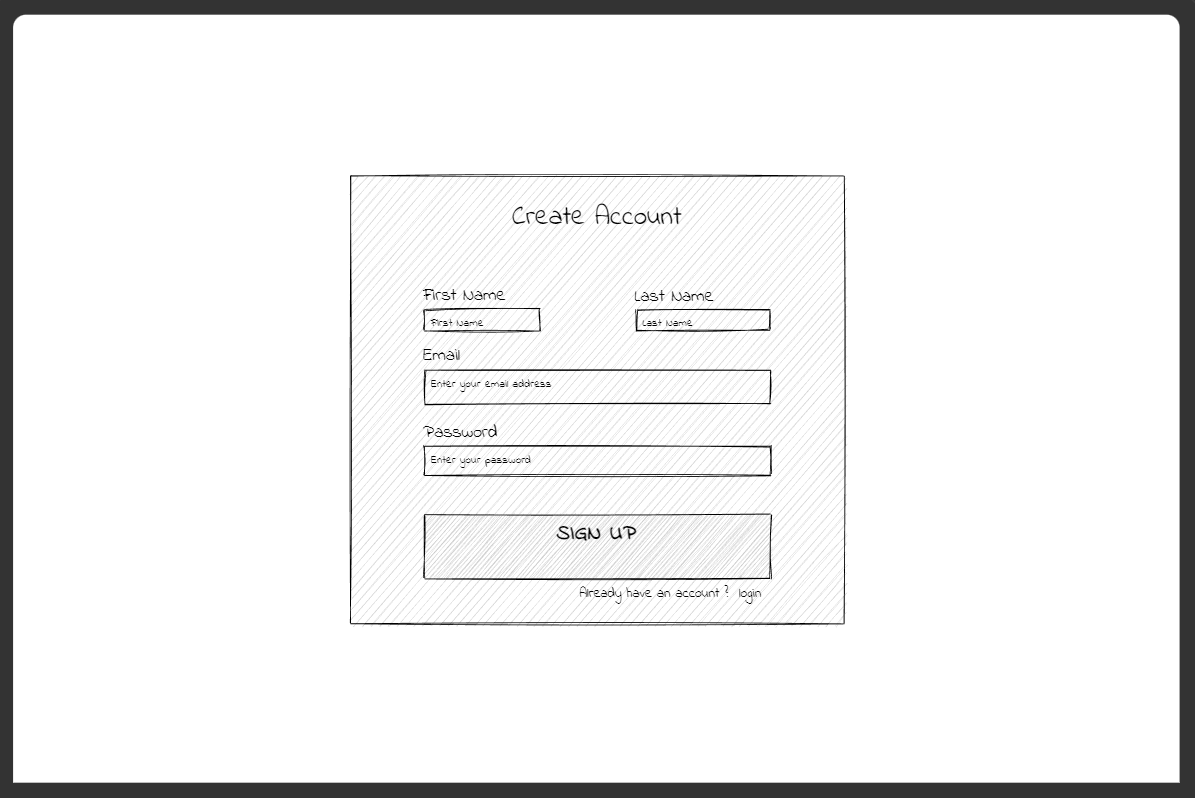 Create Account
First Name Last Name
First Name Last Name
Email
Enter your email address
Password
Enter your password
SIGN UP
Already have an account ? login